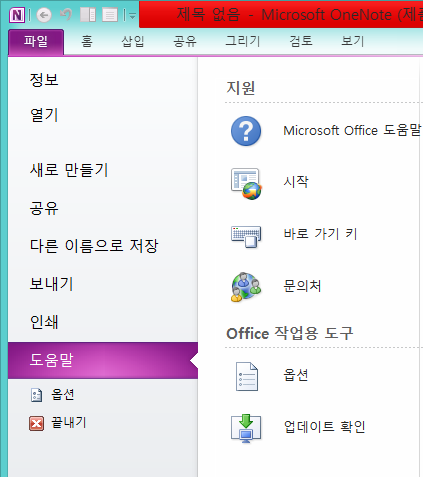 제목 없음 - Microsoft OneNote (제
파일 홈 삽입 공유 그리기 검토 보기
정보
열기
새로 만들기
공유
다른 이름으로 저장
보내기
인쇄
도움말
옵션
끝내기
지원
Microsoft Office 도움말
시작
바로 가기 키
문의처
Office 작업용 도구
옵션
업데이트 확인